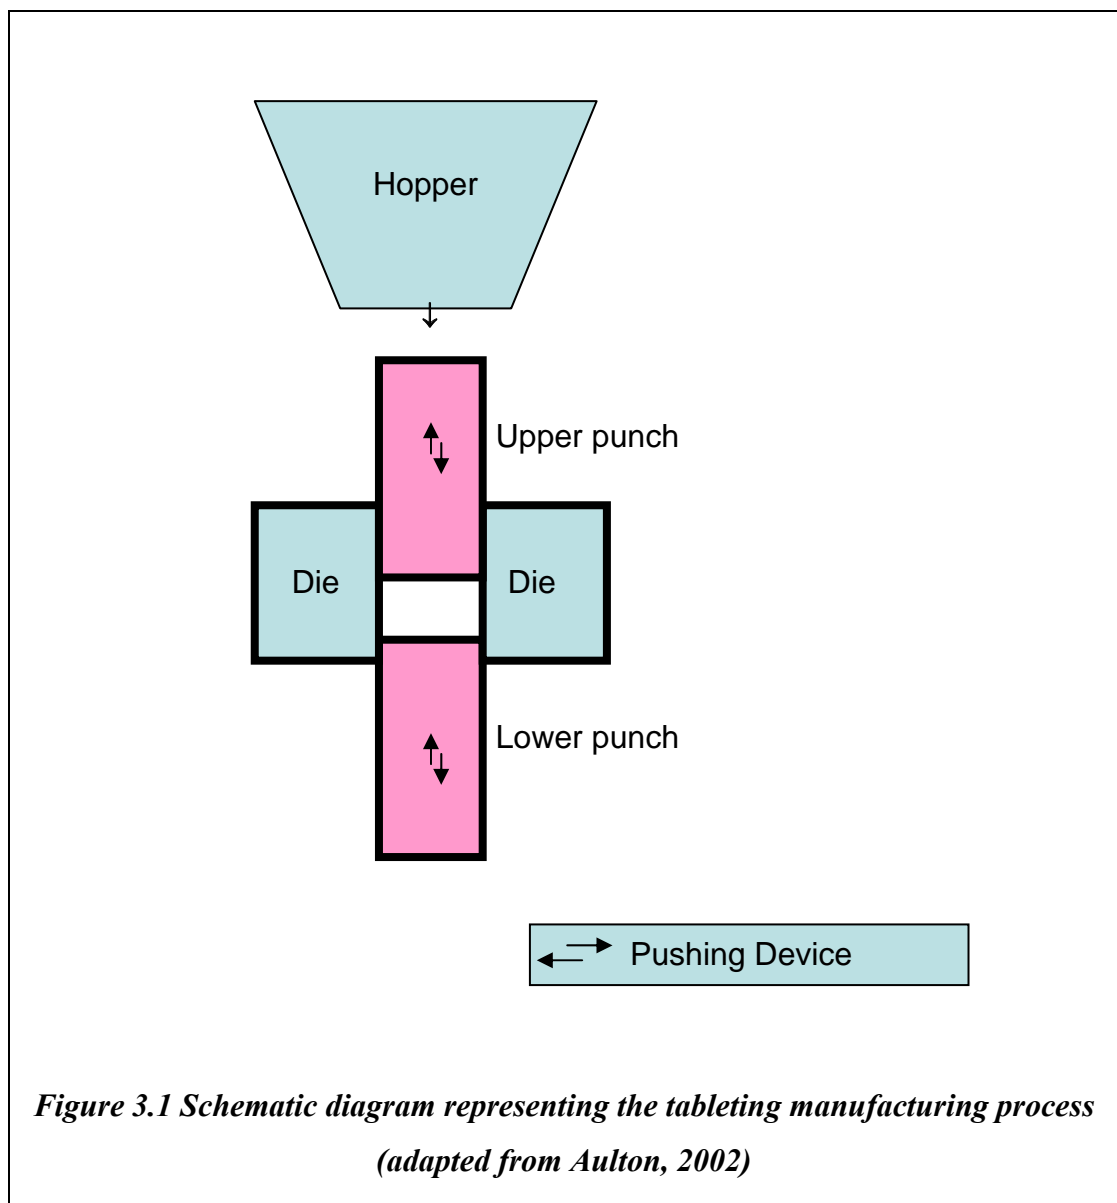 Hopper
Upper punch
Die
Die
Lower punch
Pushing Device
Figure 3.1 Schematic diagram representing the tableting manufacturing process
(adapted from Aulton, 2002)